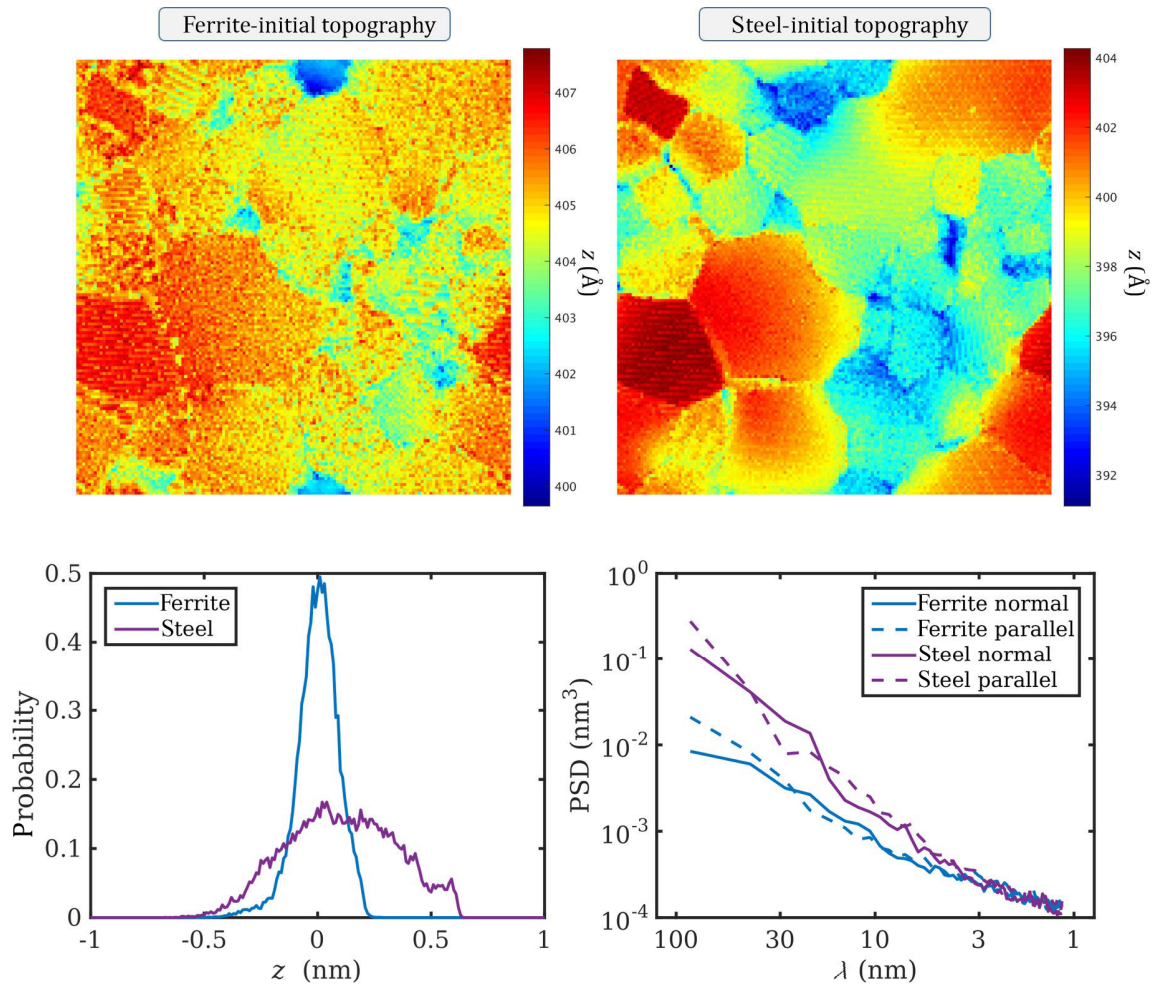 Ferrite-initial topography
Steel-initial topography
407
406
405
404
403
402
401
400
z (Å)
404
402
400
398
396
394
392
z (Å)
0.5
0.4
0.3
0.2
0.1
0
Probability
Ferrite
Steel
-1 -0.5 0 0.5 1
z (nm)
10^0
10^-1
10^-2
10^-3
10^-4
PSD (nm^3)
Ferrite normal
Ferrite parallel
Steel normal
Steel parallel
100 30 10 3 1
λ (nm)